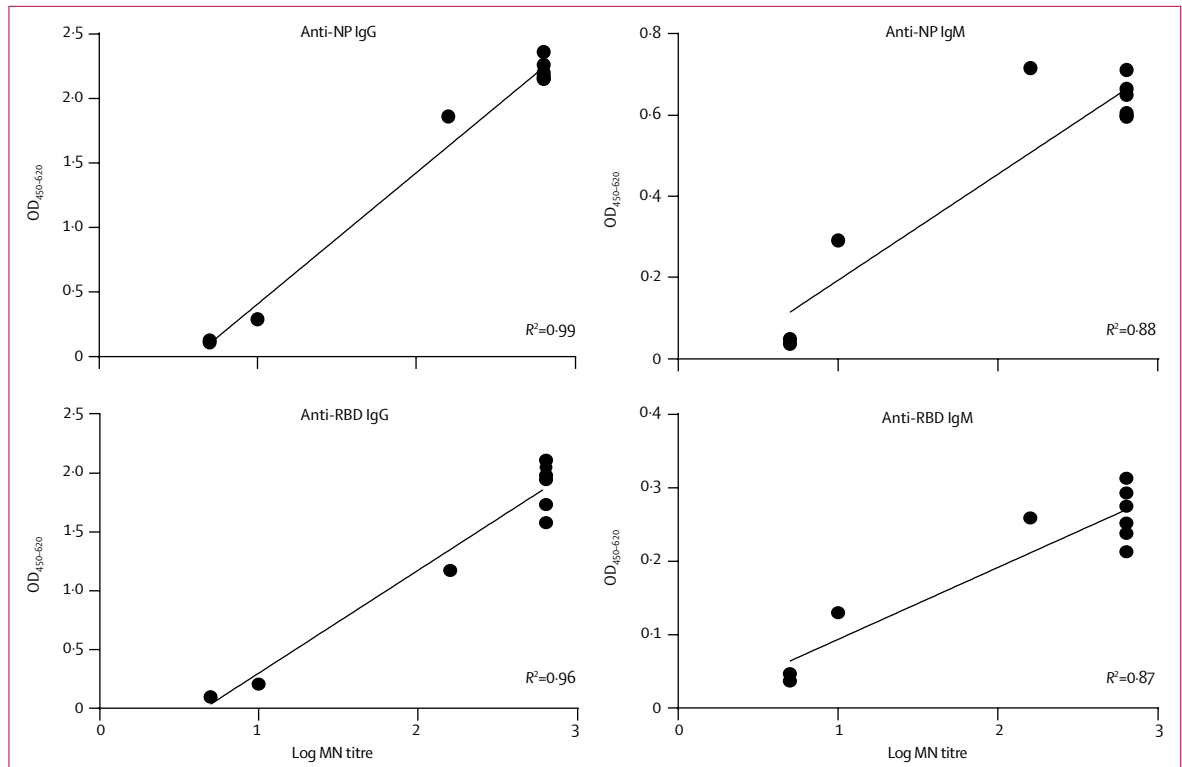 Anti-NP IgG
2·5
2·0
1·5
1·0
0·5
0
OD450–620
R²=0·99
Anti-NP IgM
0·8
0·6
0·4
0·2
0
OD450–620
R²=0·88
Anti-RBD IgG
2·5
2·0
1·5
1·0
0·5
0
OD450–620
R²=0·96
0 1 2 3
Log MN titre
Anti-RBD IgM
0·4
0·3
0·2
0·1
0
OD450–620
R²=0·87
0 1 2 3
Log MN titre